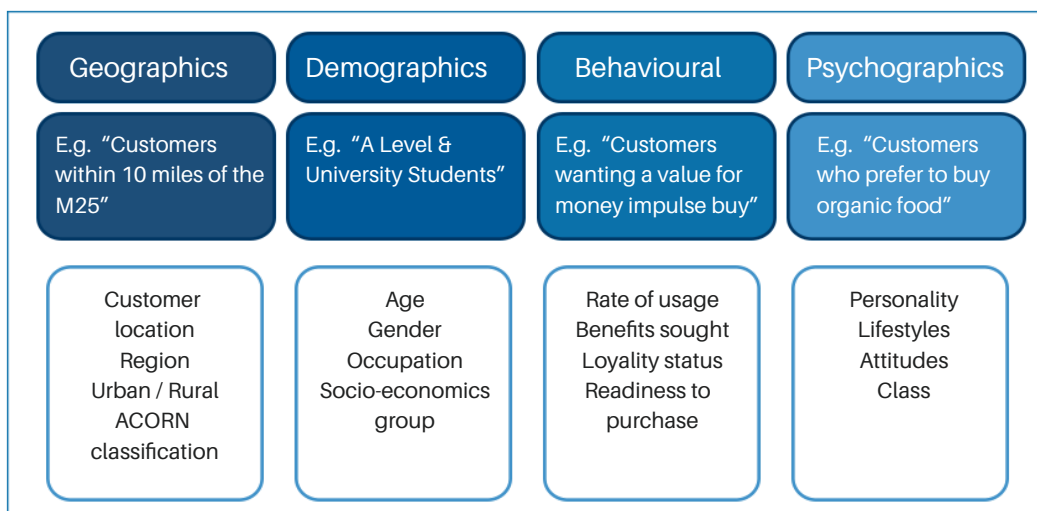 Geographics
Demographics
Behavioural
Psychographics
E.g. “Customers
within 10 miles of the
M25”
E.g. “A Level &
University Students”
E.g. “Customers
wanting a value for
money impulse buy”
E.g. “Customers
who prefer to buy
organic food”
Customer
location
Region
Urban / Rural
ACORN
classification
Age
Gender
Occupation
Socio-economics
group
Rate of usage
Benefits sought
Loyality status
Readiness to
purchase
Personality
Lifestyles
Attitudes
Class